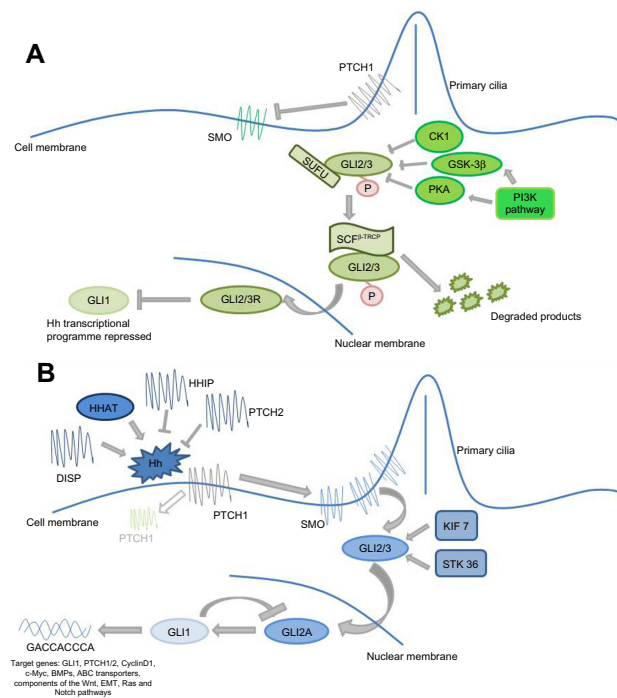 A
PTCH1
Primary cilia
SMO
Cell membrane
CK1
GLI2/3
SUFU
GSK-3β
P
PKA
PI3K
pathway
SCFβ-TRCP
GLI2/3
GLI1
GLI2/3R
P
Hh transcriptional
programme repressed
Degraded products
Nuclear membrane
B
HHIP
HHAT
PTCH2
Primary cilia
Hh
DISP
PTCH1
SMO
Cell membrane
PTCH1
KIF 7
GLI2/3
STK 36
GLI1
GLI2A
GACCACCCA
Nuclear membrane
Target genes: GLI1, PTCH1/2, CyclinD1,
c-Myc, BMPs, ABC transporters,
components of the Wnt, EMT, Ras and
Notch pathways